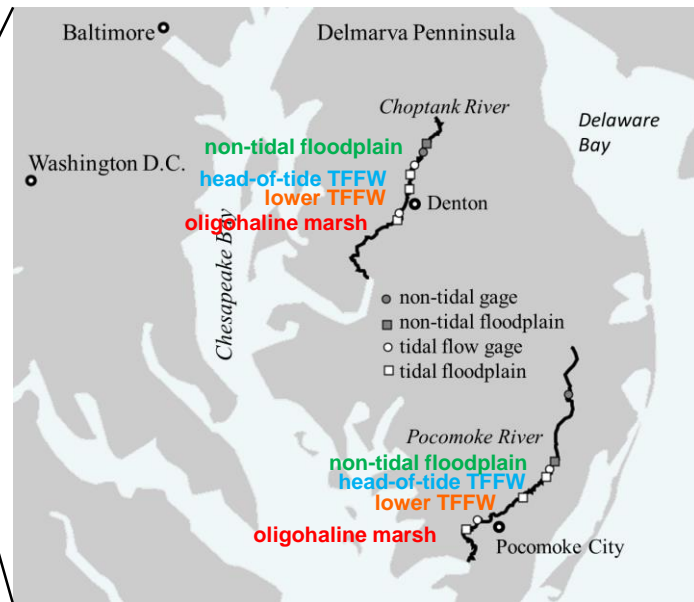 Baltimore
Delmarva Penninsula
Choptank River
Delaware
Bay
non-tidal floodplain
Washington D.C.
head-of-tide TFFW
lower TFFW
Denton
oligohaline marsh
Chesapeake Bay
non-tidal gage
non-tidal floodplain
tidal flow gage
tidal floodplain
Pocomoke River
non-tidal floodplain
head-of-tide TFFW
lower TFFW
oligohaline marsh
Pocomoke City